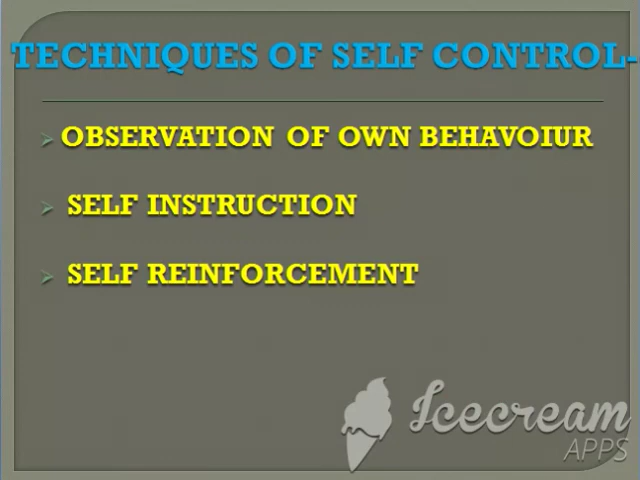 TECHNIQUES OF SELF CONTROL-
OBSERVATION OF OWN BEHAVOIUR
SELF INSTRUCTION
SELF REINFORCEMENT
Icecream
APPS